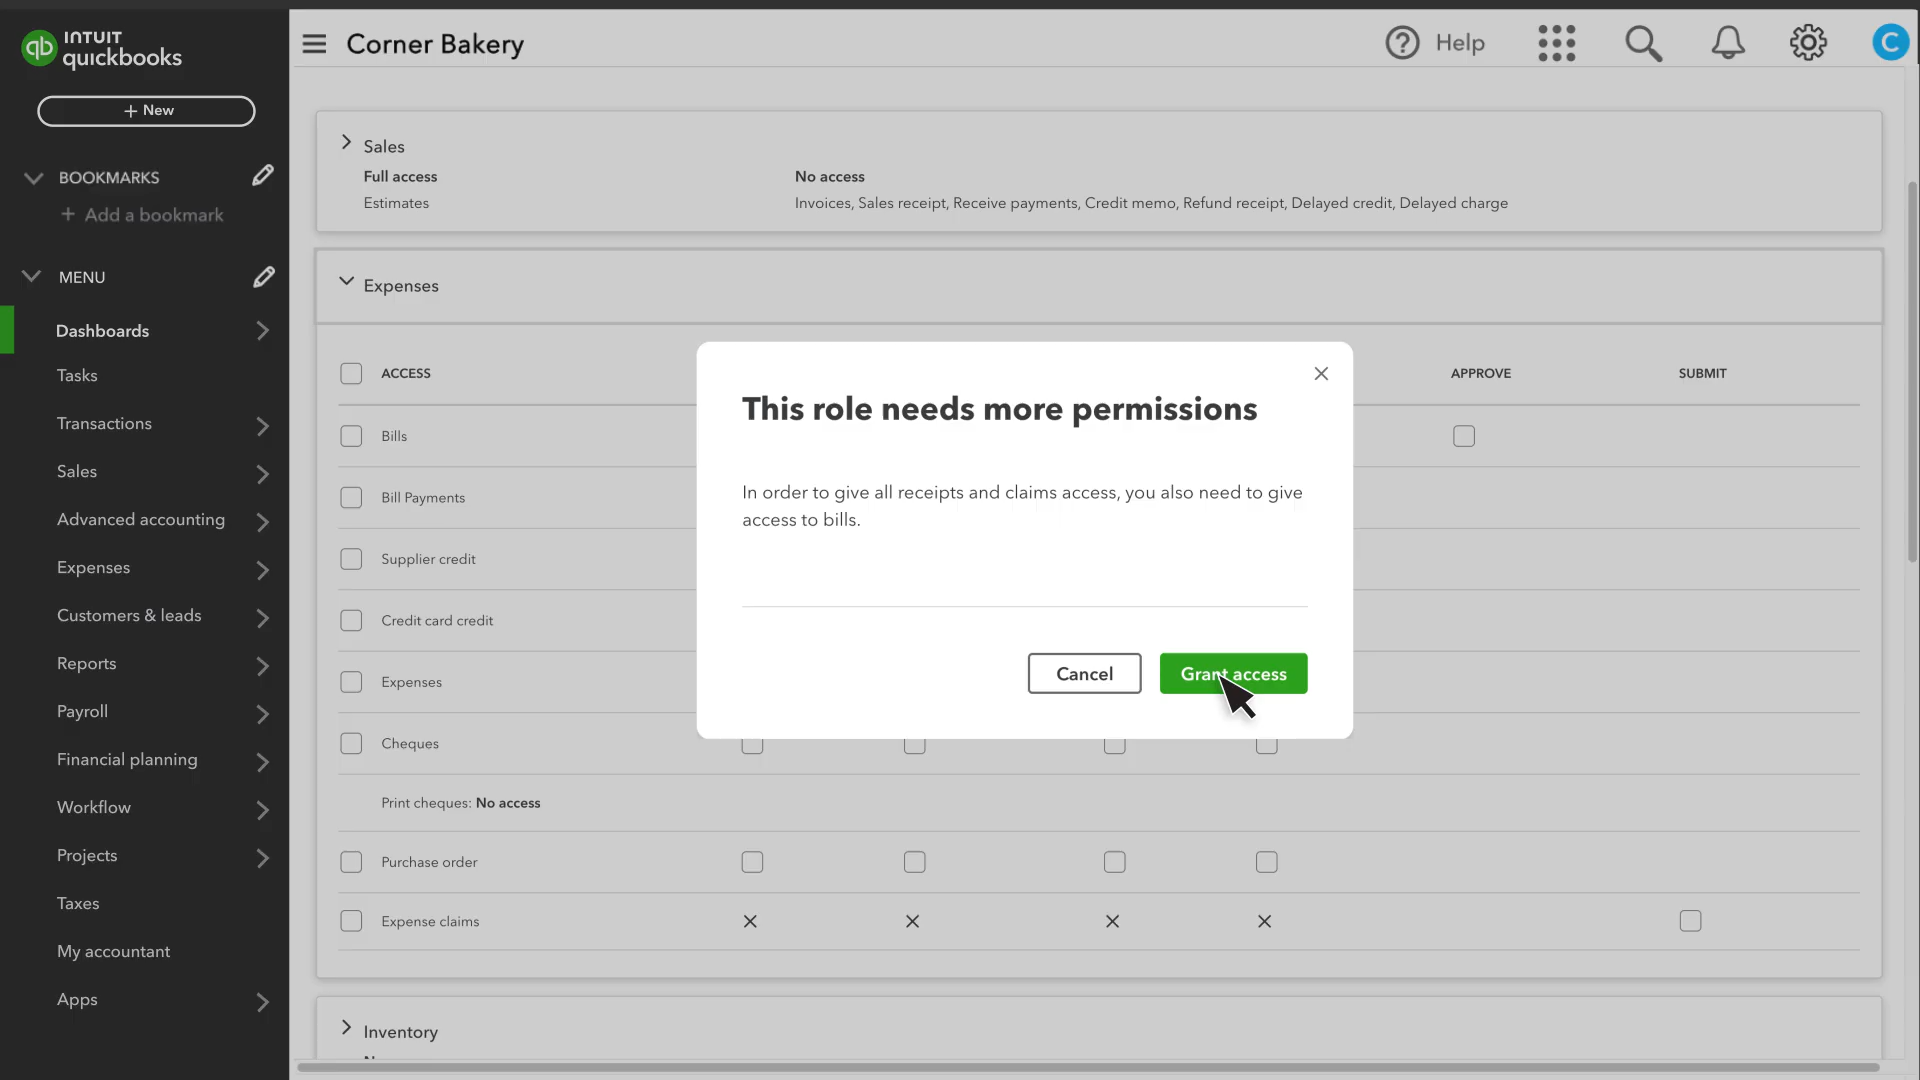 INTUIT
quickbooks
+ New
BOOKMARKS
+ Add a bookmark
MENU
Dashboards
Tasks
Transactions
Sales
Advanced accounting
Expenses
Customers & leads
Reports
Payroll
Financial planning
Workflow
Projects
Taxes
My accountant
Apps
Corner Bakery
Help
C
Sales
Full access
No access
Estimates
Invoices, Sales receipt, Receive payments, Credit memo, Refund receipt, Delayed credit, Delayed charge
Expenses
ACCESS
APPROVE
SUBMIT
Bills
Bill Payments
Supplier credit
Credit card credit
Expenses
Cheques
Print cheques: No access
Purchase order
Expense claims
Inventory
This role needs more permissions
In order to give all receipts and claims access, you also need to give
access to bills.
Cancel
Grant access